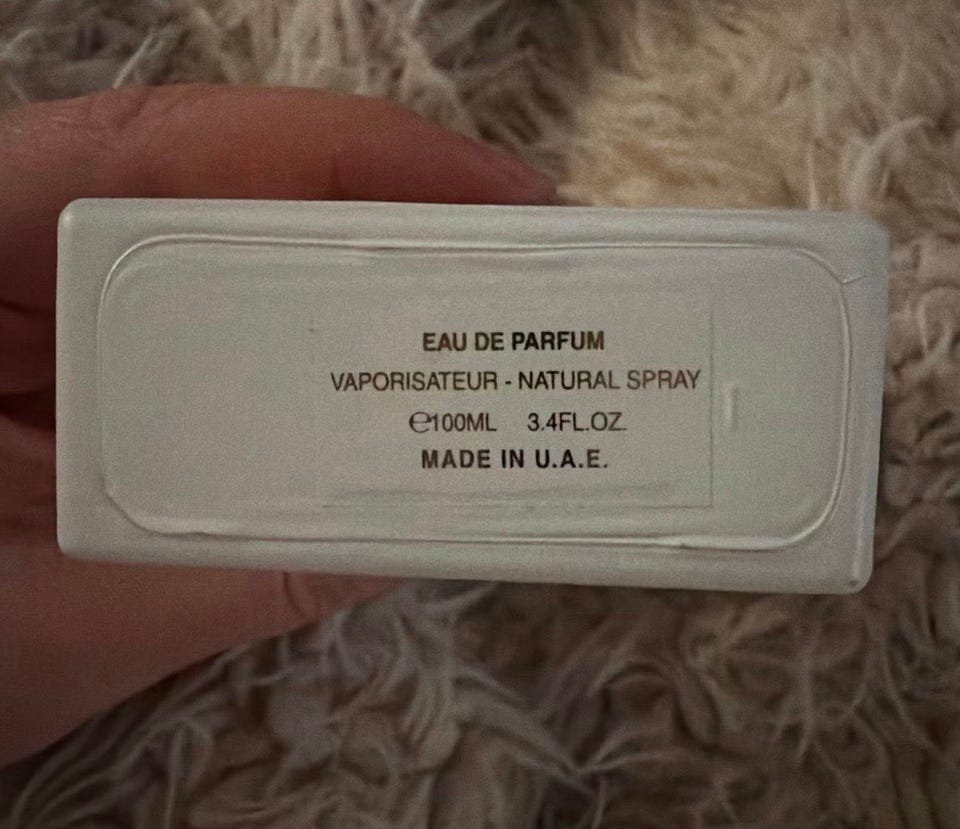 EAU DE PARFUM
VAPORISATEUR - NATURAL SPRAY
℮100ML 3.4FL.OZ.
MADE IN U.A.E.